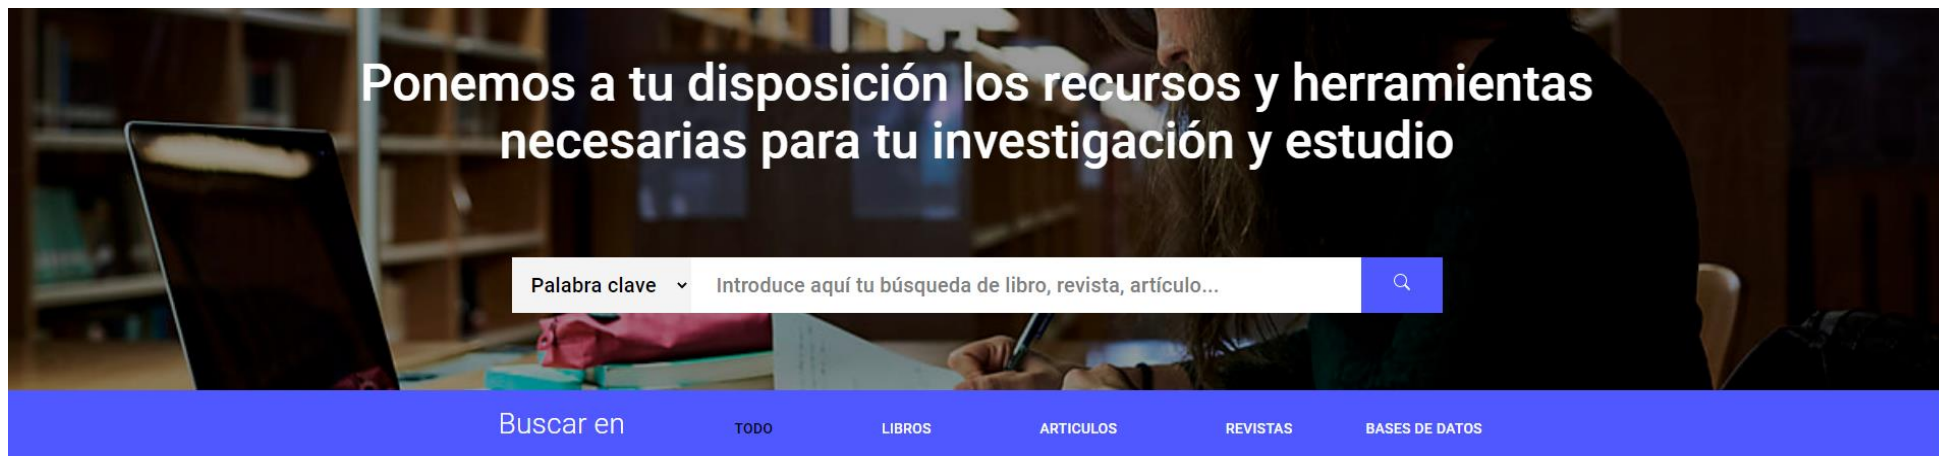 Ponemos a tu disposición los recursos y herramientas
necesarias para tu investigación y estudio
Palabra clave Introduce aquí tu búsqueda de libro, revista, artículo...
Buscar en TODO LIBROS ARTICULOS REVISTAS BASES DE DATOS